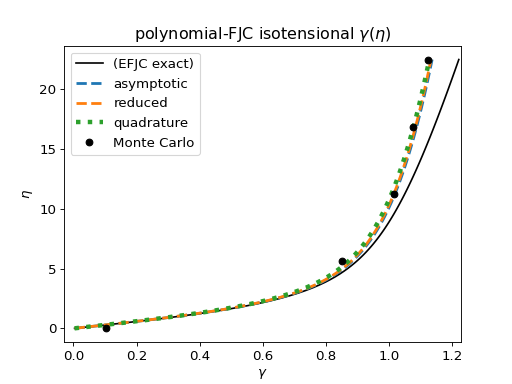 polynomial-FJC isotensional γ(η)
(EFJC exact)
asymptotic
reduced
quadrature
Monte Carlo
η
20
15
10
5
0
0.0 0.2 0.4 0.6 0.8 1.0 1.2
γ